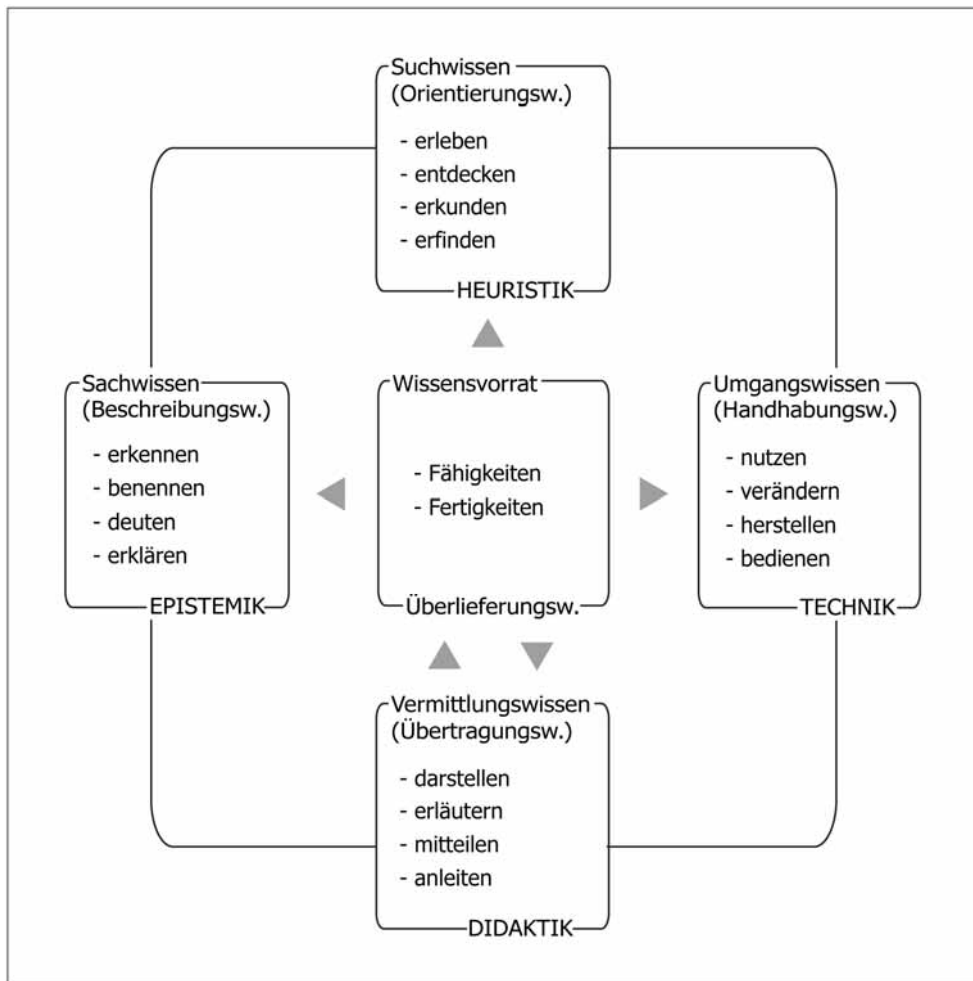 Suchwissen
(Orientierungsw.)
- erleben
- entdecken
- erkunden
- erfinden
HEURISTIK
Sachwissen
(Beschreibungsw.)
- erkennen
- benennen
- deuten
- erklären
EPISTEMIK
Wissensvorrat
- Fähigkeiten
- Fertigkeiten
Überlieferungsw.
Umgangswissen
(Handhabungsw.)
- nutzen
- verändern
- herstellen
- bedienen
TECHNIK
Vermittlungswissen
(Übertragungsw.)
- darstellen
- erläutern
- mitteilen
- anleiten
DIDAKTIK